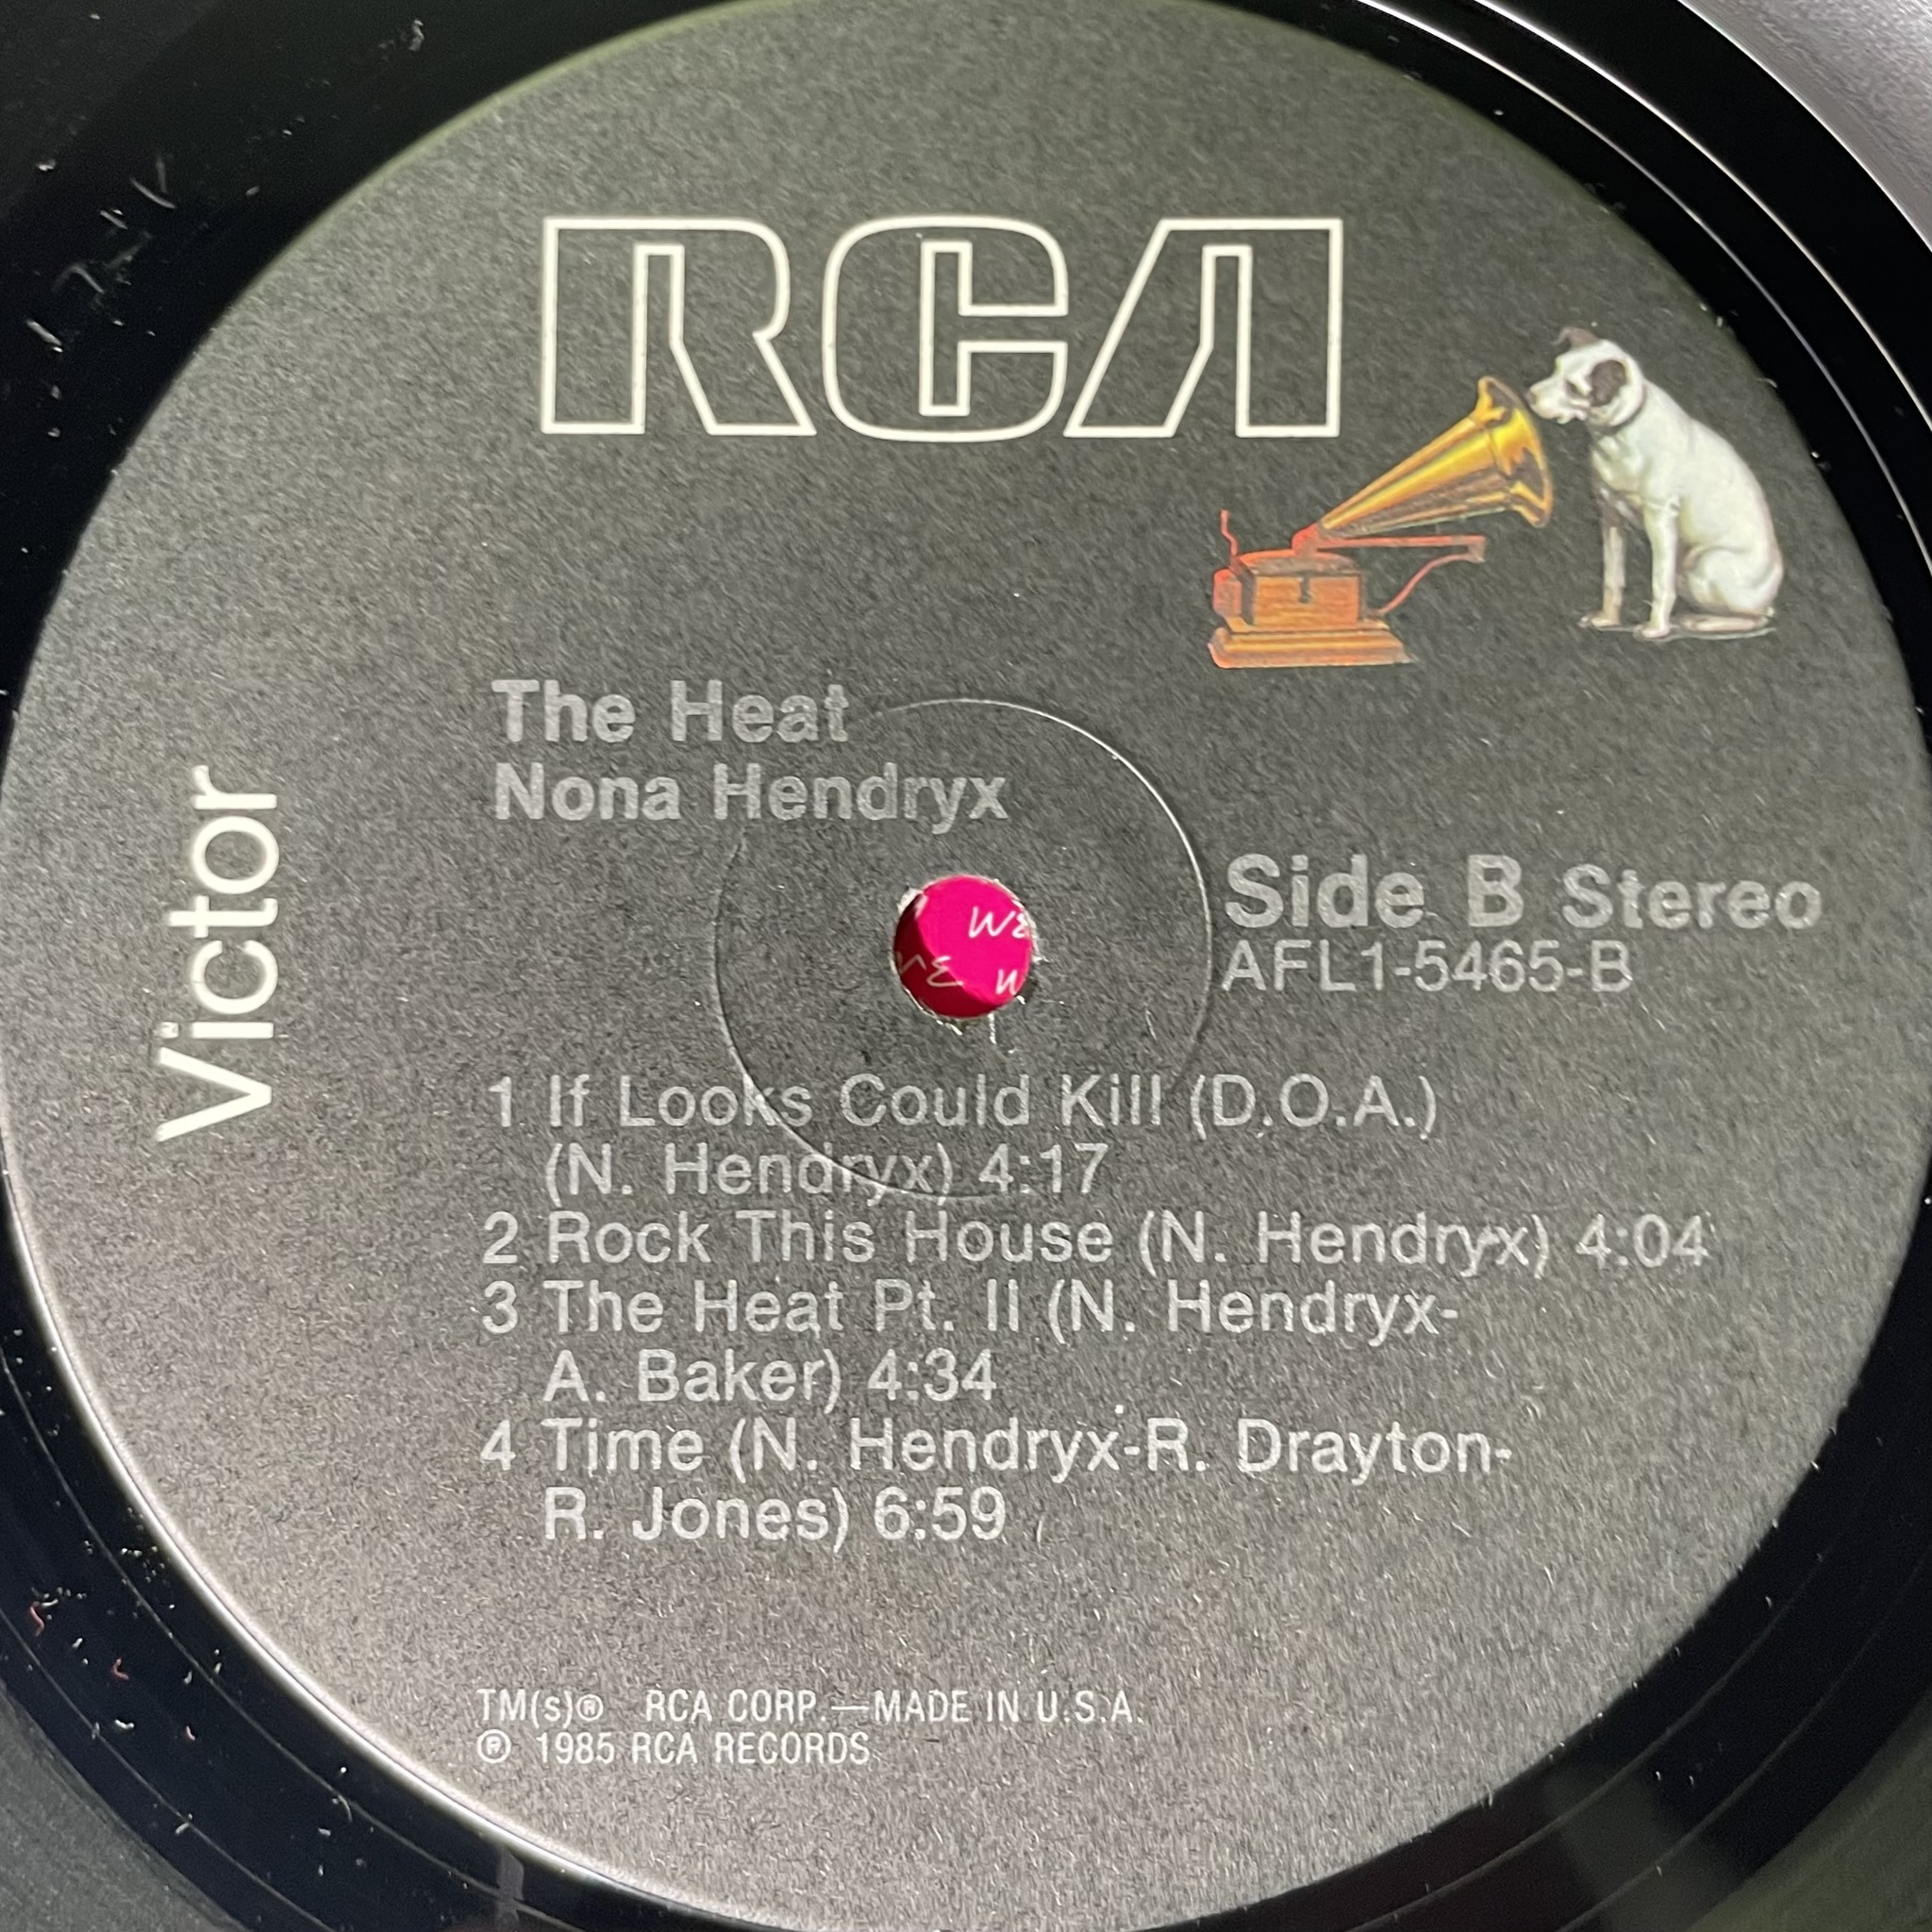 RCA
Victor
The Heat
Nona Hendryx
Side B Stereo
AFL1-5465-B
WE
1 If Looks Could Kill (D.O.A.)
(N. Hendryx) 4:17
2 Rock This House (N. Hendryx) 4:04
3 The Heat Pt. II (N. Hendryx-
A. Baker) 4:34
4 Time (N. Hendryx-R. Drayton-
R. Jones) 6:59
TM(s)® RCA CORP.—MADE IN U.S.A.
℗ 1985 RCA RECORDS